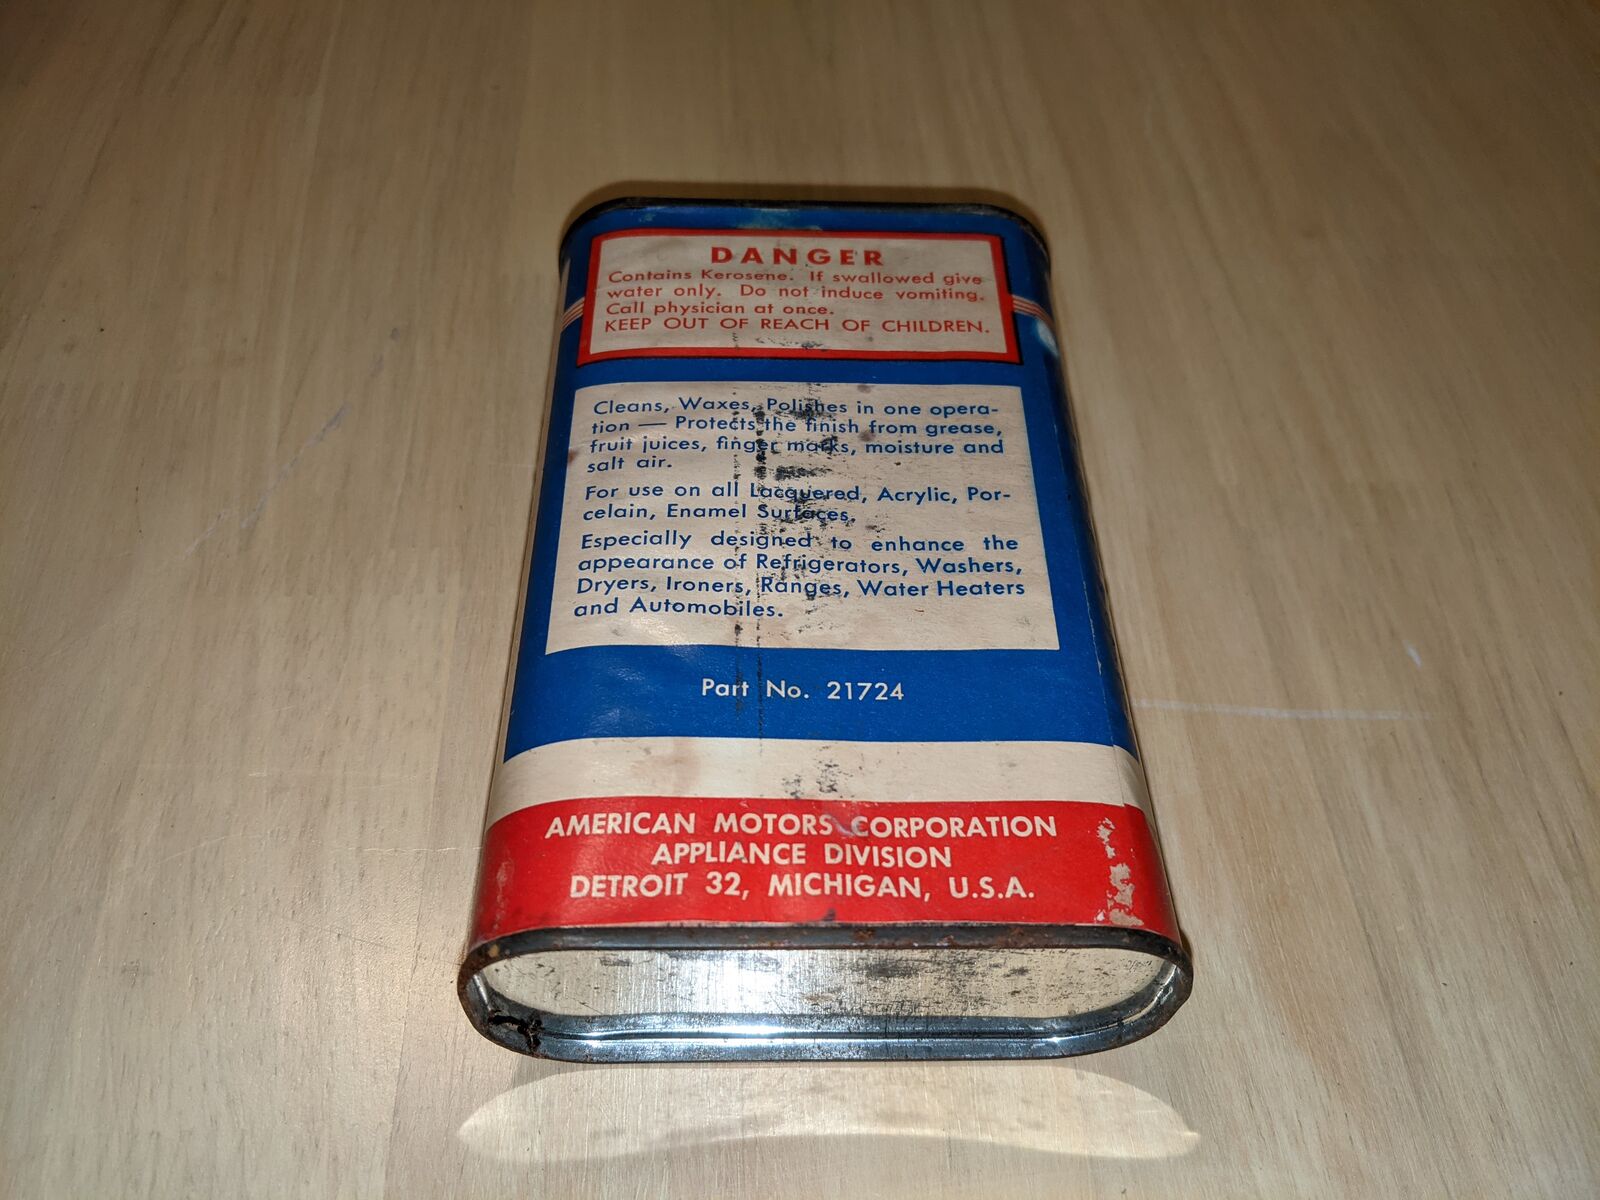 DANGER
Contains Kerosene. If swallowed give
water only. Do not induce vomiting.
Call physician at once.
KEEP OUT OF REACH OF CHILDREN.
Cleans, Waxes, Polishes in one opera-
tion — Protects the finish from grease,
fruit juices, finger marks, moisture and
salt air.
For use on all Lacquered, Acrylic, Por-
celain, Enamel Surfaces.
Especially designed to enhance the
appearance of Refrigerators, Washers,
Dryers, Ironers, Ranges, Water Heaters
and Automobiles.
Part No. 21724
AMERICAN MOTORS CORPORATION
APPLIANCE DIVISION
DETROIT 32, MICHIGAN, U.S.A.